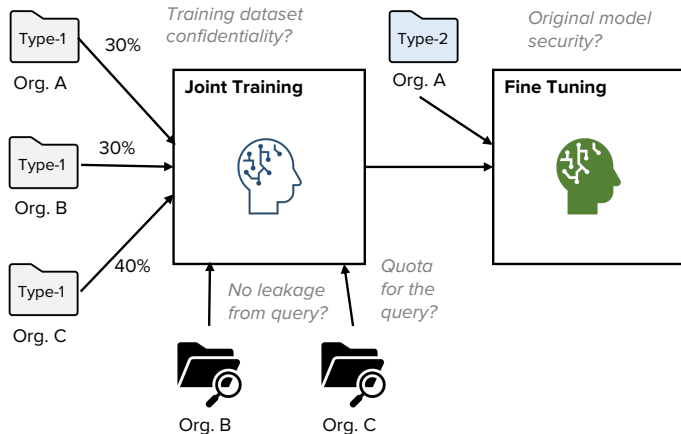 Type-1
Org. A
30%
Training dataset
confidentiality?
Type-2
Org. A
Original model
security?
Joint Training
Fine Tuning
Type-1
Org. B
30%
Type-1
Org. C
40%
No leakage
from query?
Quota
for the
query?
Org. B
Org. C